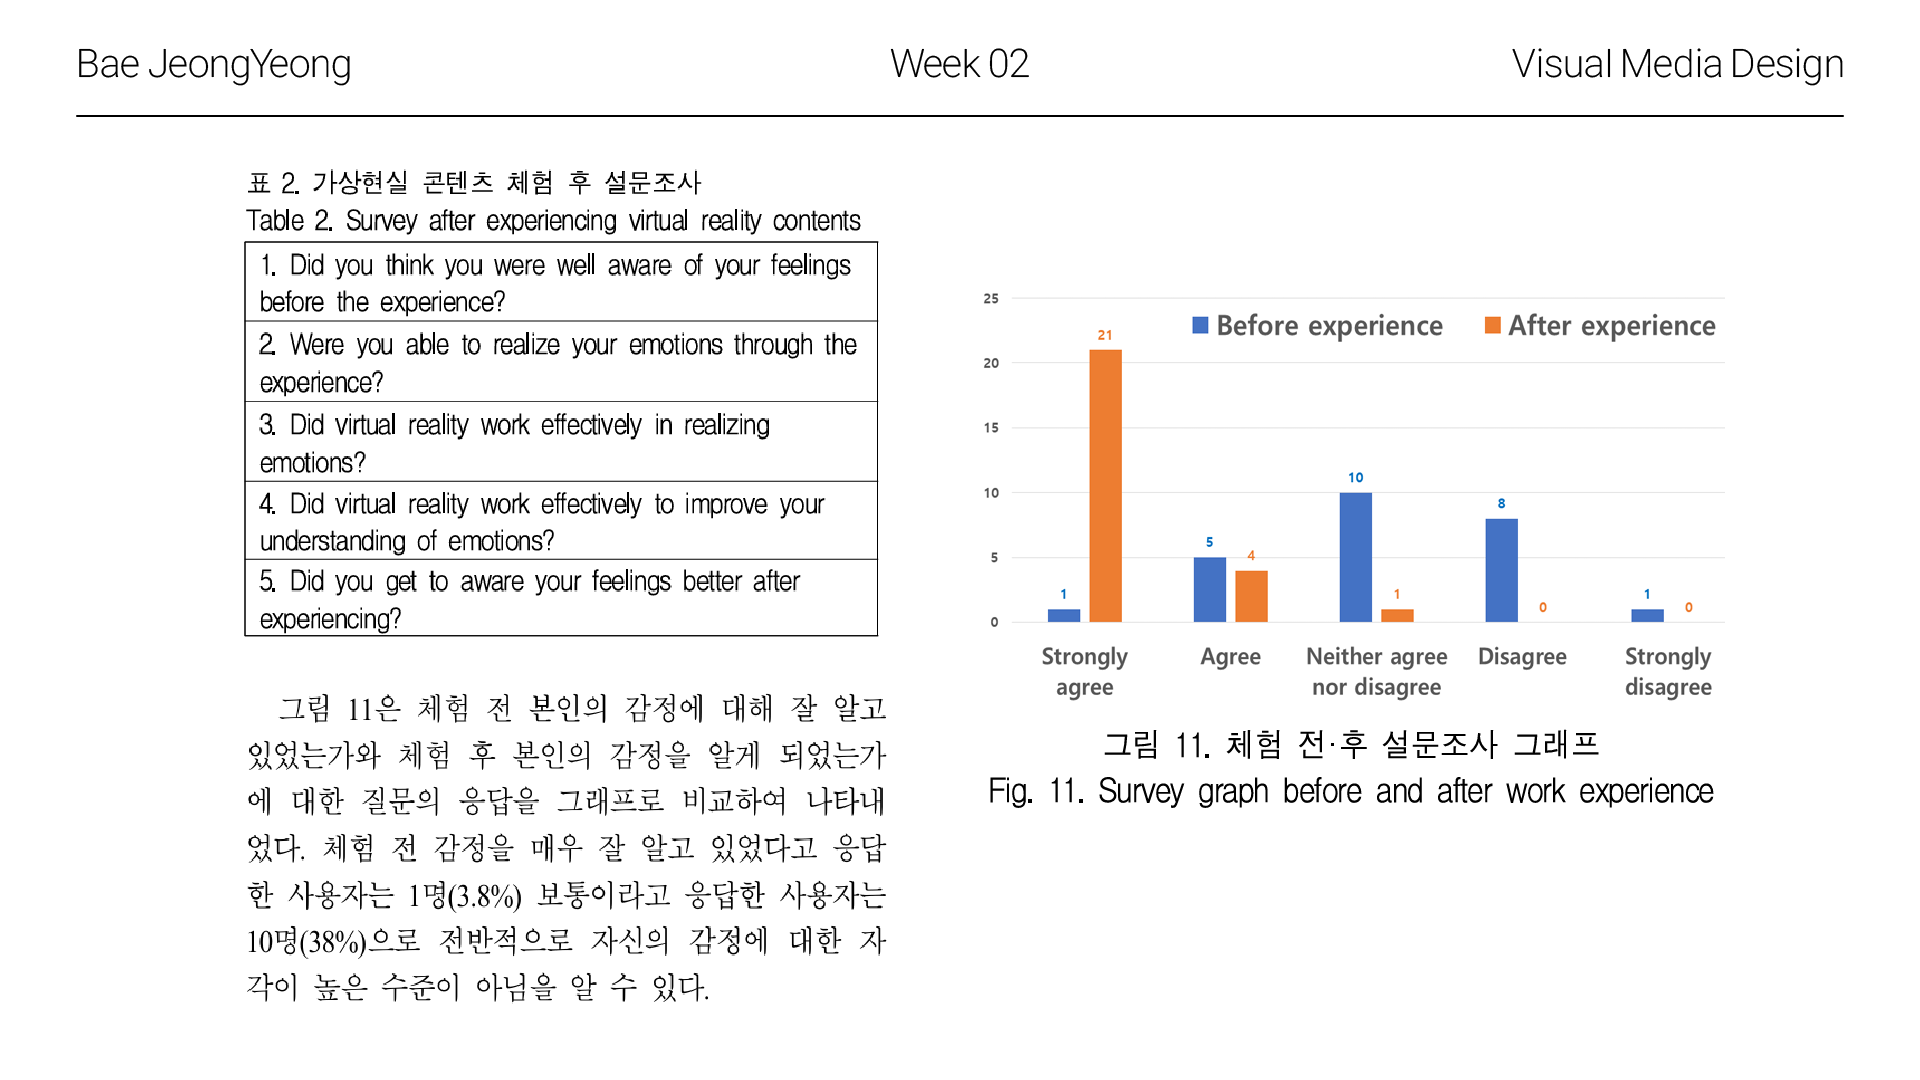 Bae JeongYeong
Week 02
Visual Media Design
표 2. 가상현실 콘텐츠 체험 후 설문조사
Table 2. Survey after experiencing virtual reality contents
1. Did you think you were well aware of your feelings
before the experience?
2. Were you able to realize your emotions through the
experience?
3. Did virtual reality work effectively in realizing
emotions?
4. Did virtual reality work effectively to improve your
understanding of emotions?
5. Did you get to aware your feelings better after
experiencing?
그림 11은 체험 전 본인의 감정에 대해 잘 알고
있었는가와 체험 후 본인의 감정을 알게 되었는가
에 대한 질문의 응답을 그래프로 비교하여 나타내
었다. 체험 전 감정을 매우 잘 알고 있었다고 응답
한 사용자는 1명(3.8%) 보통이라고 응답한 사용자는
10명(38%)으로 전반적으로 자신의 감정에 대한 자
각이 높은 수준이 아님을 알 수 있다.
Before experience After experience
25
20
15
10
5
0
1 21
5 4
10 1
8 0
1 0
Strongly
agree
Agree
Neither agree
nor disagree
Disagree
Strongly
disagree
그림 11. 체험 전·후 설문조사 그래프
Fig. 11. Survey graph before and after work experience